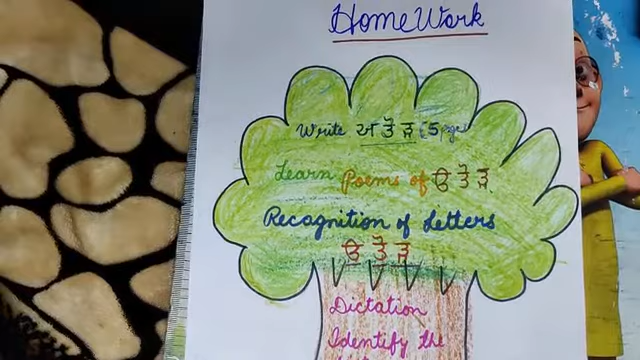 HomeWork
Write ਅ ਤੋਂ ਜ਼ (5 page
Learn Poems of ੳ ਤੋਂ ਜ਼
Recognition of Letters
ੳ ਤੋਂ ਜ਼
Dictation
Identify the